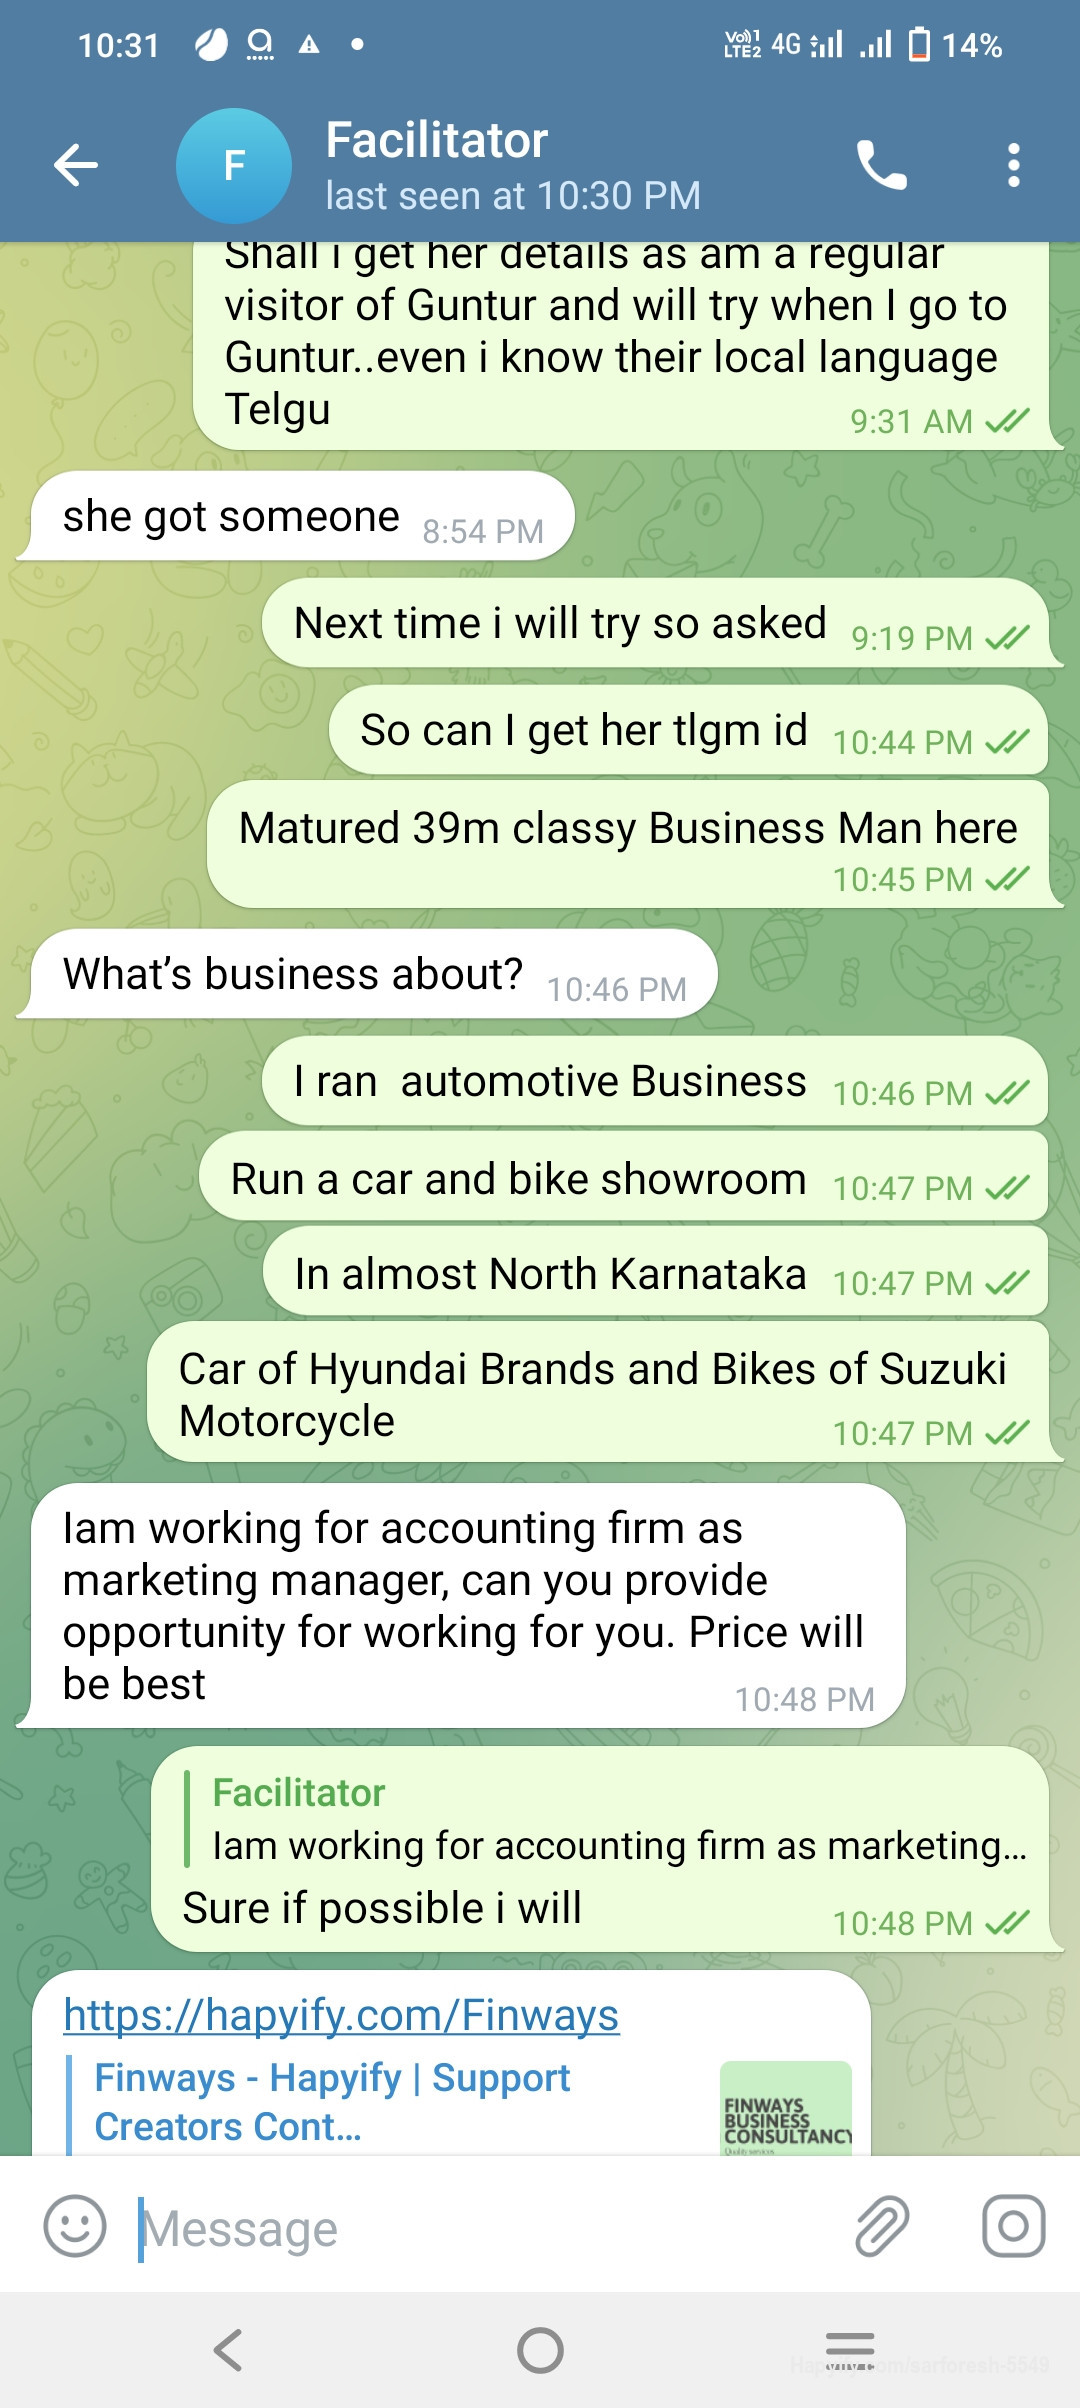 10:31
Vo)) 1 LTE2 4G 14%
F
Facilitator
last seen at 10:30 PM
Shall i get her details as am a regular
visitor of Guntur and will try when I go to
Guntur..even i know their local language
Telgu
9:31 AM
she got someone 8:54 PM
Next time i will try so asked 9:19 PM
So can I get her tlgm id 10:44 PM
Matured 39m classy Business Man here
10:45 PM
What's business about? 10:46 PM
I ran automotive Business 10:46 PM
Run a car and bike showroom 10:47 PM
In almost North Karnataka 10:47 PM
Car of Hyundai Brands and Bikes of Suzuki
Motorcycle 10:47 PM
Iam working for accounting firm as
marketing manager, can you provide
opportunity for working for you. Price will
be best 10:48 PM
Facilitator
Iam working for accounting firm as marketing...
Sure if possible i will 10:48 PM
https://hapyify.com/Finways
Finways - Hapyify | Support
Creators Cont...
FINWAYS
BUSINESS
CONSULTANCY
Quality services
Message
Hapyify.com/sarforesh-5549